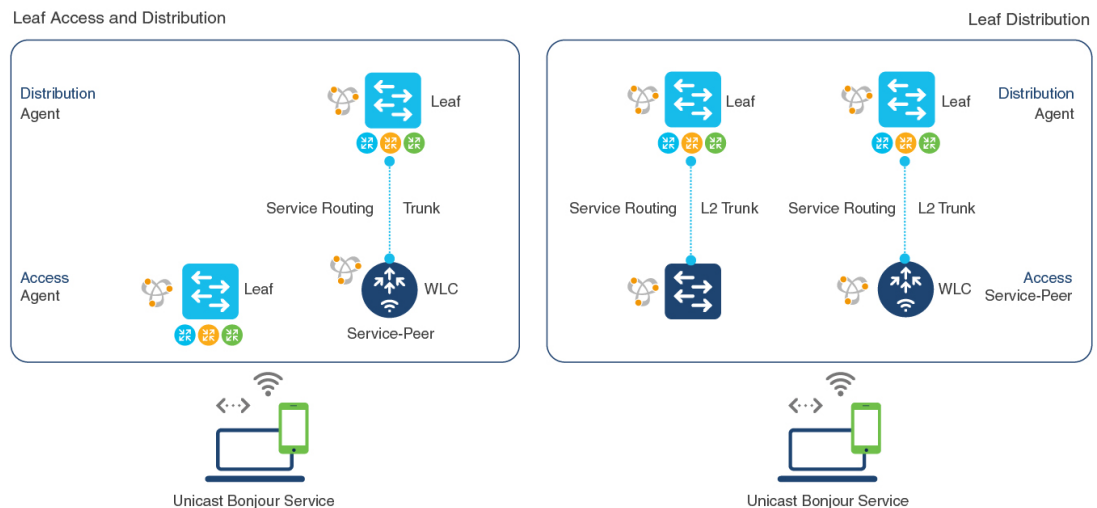 Leaf Access and Distribution
Distribution
Agent
Leaf
Service Routing
Trunk
Access
Agent
Leaf
WLC
Service-Peer
Unicast Bonjour Service
Leaf Distribution
Leaf
Leaf
Distribution
Agent
Service Routing
L2 Trunk
Service Routing
L2 Trunk
WLC
Access
Service-Peer
Unicast Bonjour Service